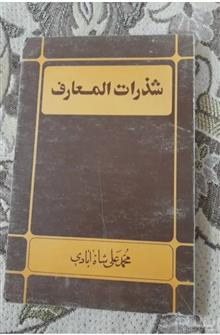 شذرات المعارف
محمد علی شاه آبادی